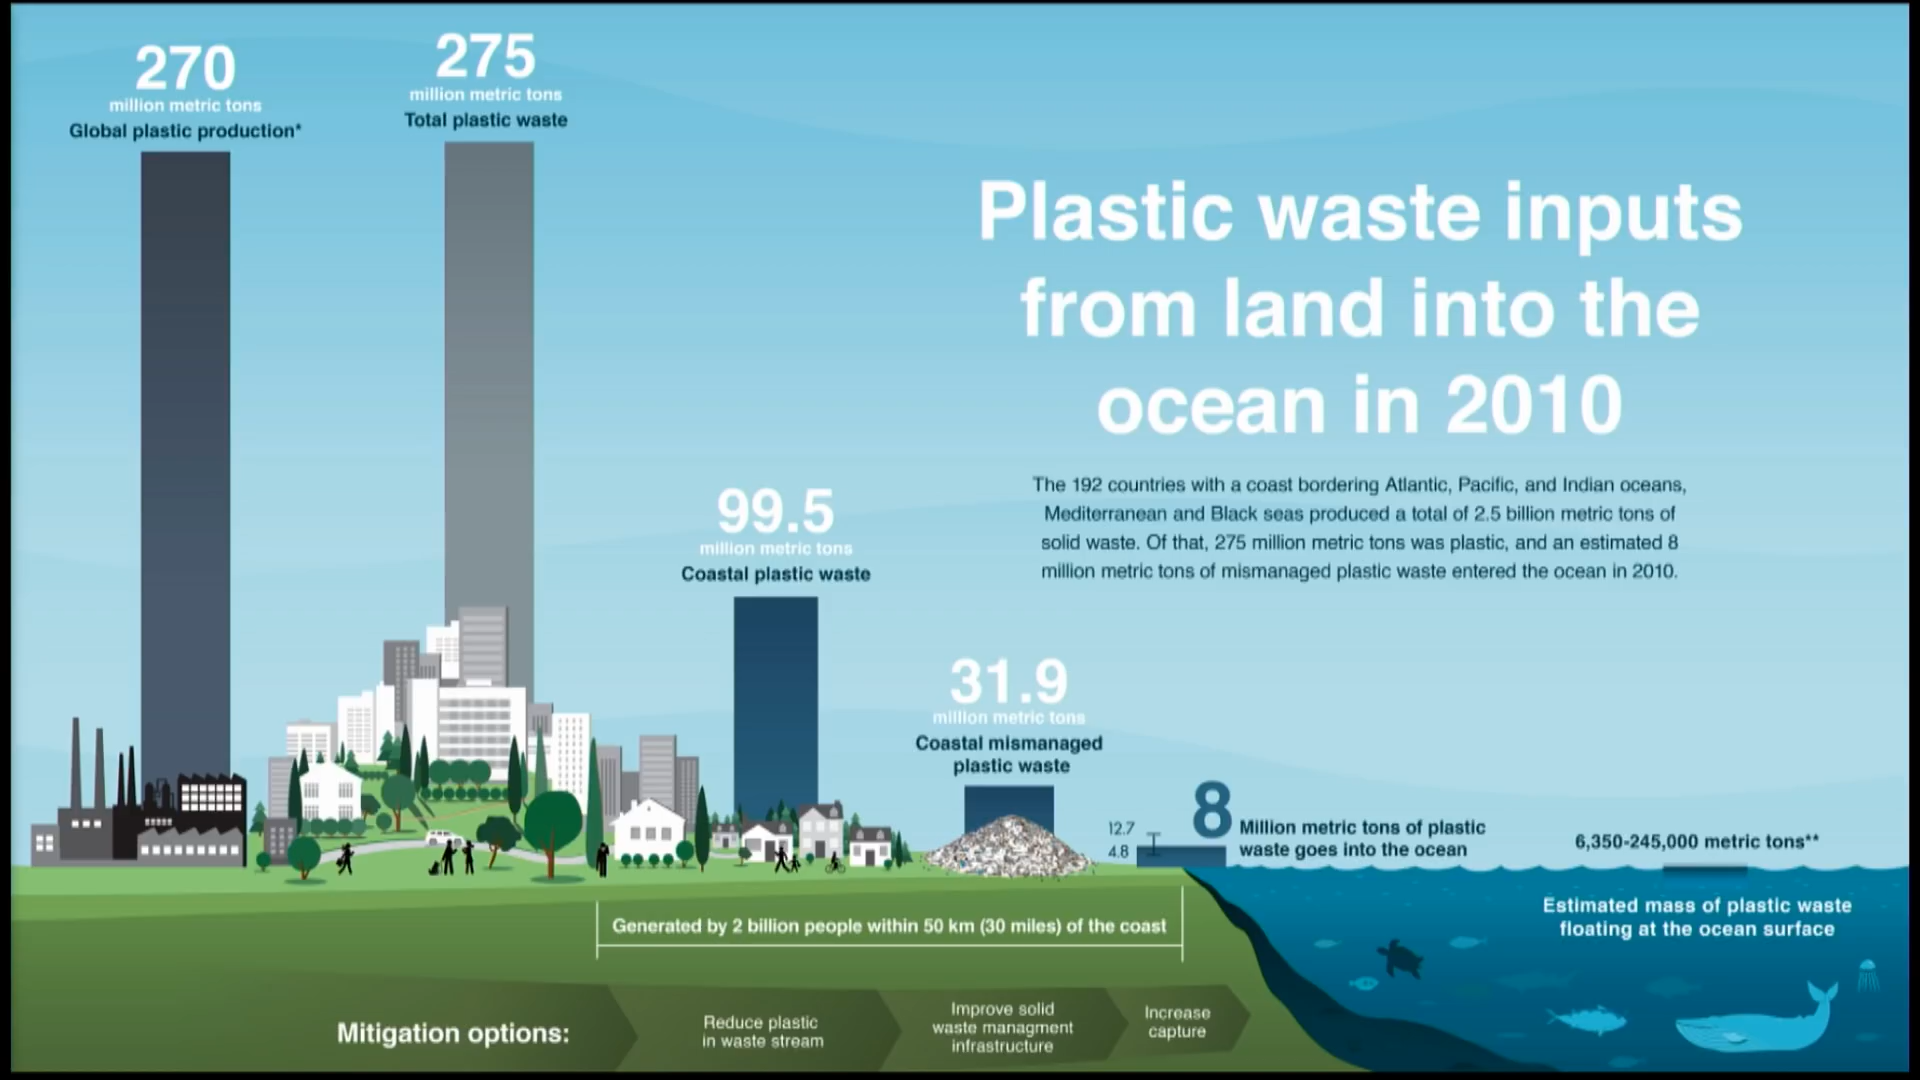 270
million metric tons
Global plastic production*
275
million metric tons
Total plastic waste
Plastic waste inputs
from land into the
ocean in 2010
The 192 countries with a coast bordering Atlantic, Pacific, and Indian oceans,
Mediterranean and Black seas produced a total of 2.5 billion metric tons of
solid waste. Of that, 275 million metric tons was plastic, and an estimated 8
million metric tons of mismanaged plastic waste entered the ocean in 2010.
99.5
million metric tons
Coastal plastic waste
31.9
million metric tons
Coastal mismanaged
plastic waste
12.7
4.8
8
Million metric tons of plastic
waste goes into the ocean
6,350-245,000 metric tons**
Estimated mass of plastic waste
floating at the ocean surface
Generated by 2 billion people within 50 km (30 miles) of the coast
Mitigation options:
Reduce plastic
in waste stream
Improve solid
waste managment
infrastructure
Increase
capture